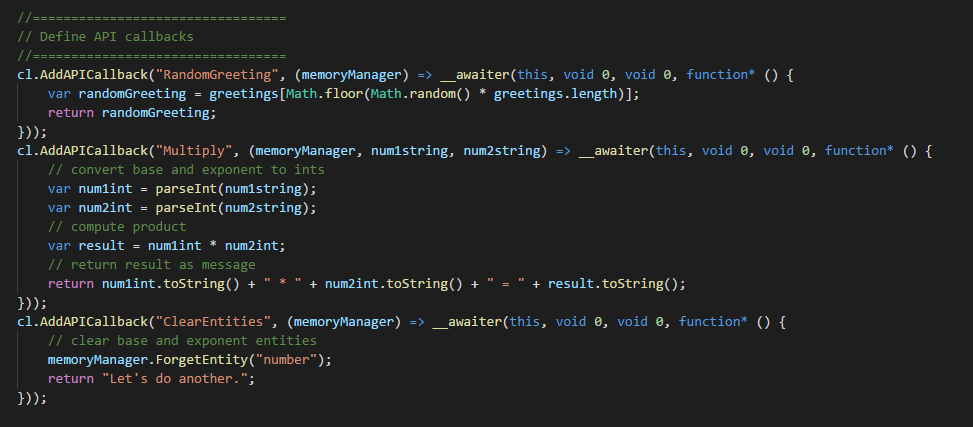 //=================================
// Define API callbacks
//=================================
cl.AddAPICallback("RandomGreeting", (memoryManager) => __awaiter(this, void 0, void 0, function* () {
    var randomGreeting = greetings[Math.floor(Math.random() * greetings.length)];
    return randomGreeting;
}));
cl.AddAPICallback("Multiply", (memoryManager, num1string, num2string) => __awaiter(this, void 0, void 0, function* () {
    // convert base and exponent to ints
    var num1int = parseInt(num1string);
    var num2int = parseInt(num2string);
    // compute product
    var result = num1int * num2int;
    // return result as message
    return num1int.toString() + " * " + num2int.toString() + " = " + result.toString();
}));
cl.AddAPICallback("ClearEntities", (memoryManager) => __awaiter(this, void 0, void 0, function* () {
    // clear base and exponent entities
    memoryManager.ForgetEntity("number");
    return "Let's do another.";
}));